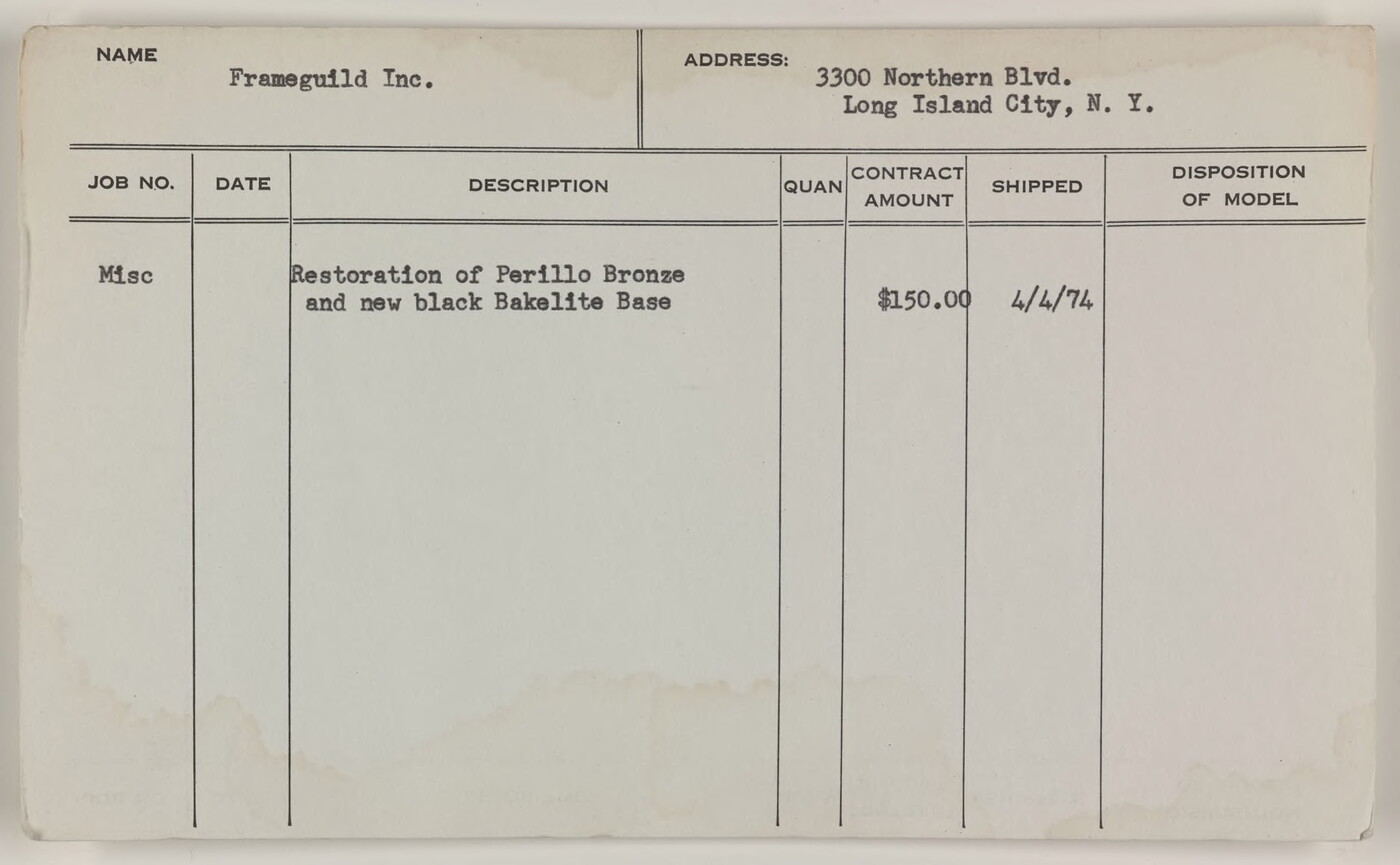 NAME
Frameguild Inc.
ADDRESS:
3300 Northern Blvd.
Long Island City, N. Y.
JOB NO.
DATE
DESCRIPTION
QUAN
CONTRACT
AMOUNT
SHIPPED
DISPOSITION
OF MODEL
Misc
Restoration of Perillo Bronze
and new black Bakelite Base
$150.00
4/4/74